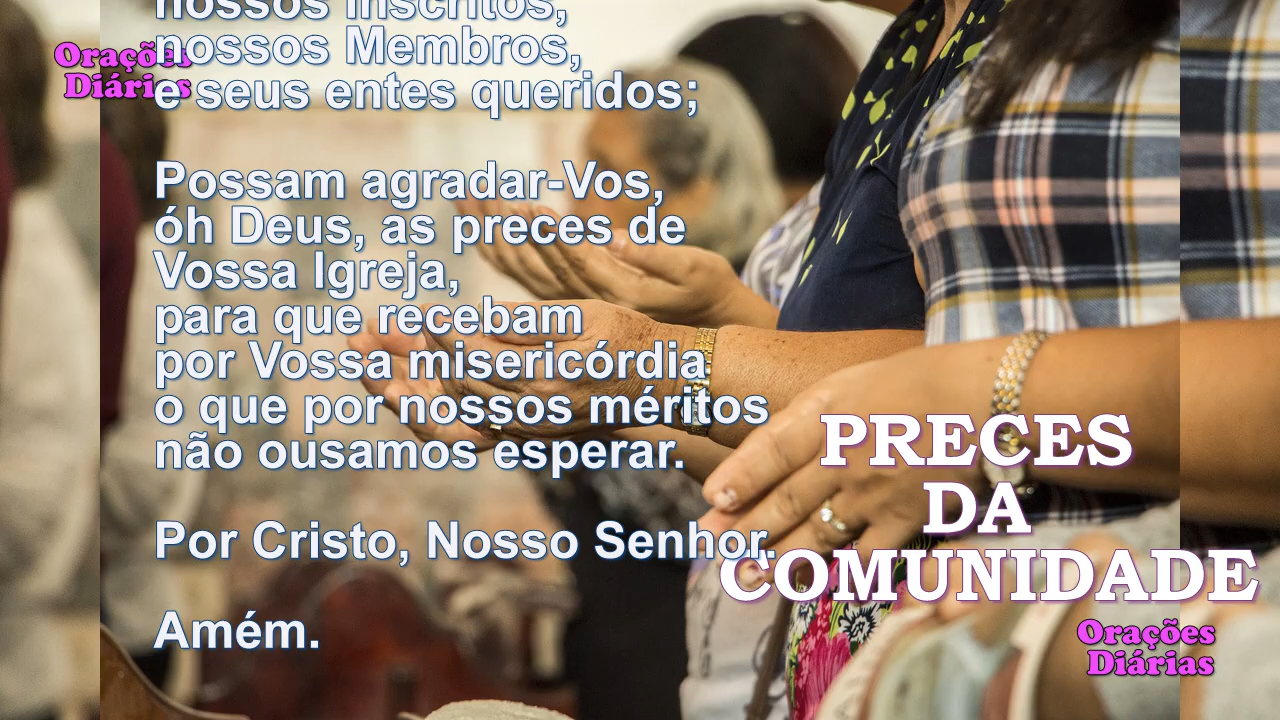 nossos inscritos,
nossos Membros,
e seus entes queridos;
Possam agradar-Vos,
óh Deus, as preces de
Vossa Igreja,
para que recebam
por Vossa misericórdia
o que por nossos méritos
não ousamos esperar.
Por Cristo, Nosso Senhor.
Amém.
Orações
Diárias
PRECES
DA
COMUNIDADE
Orações
Diárias